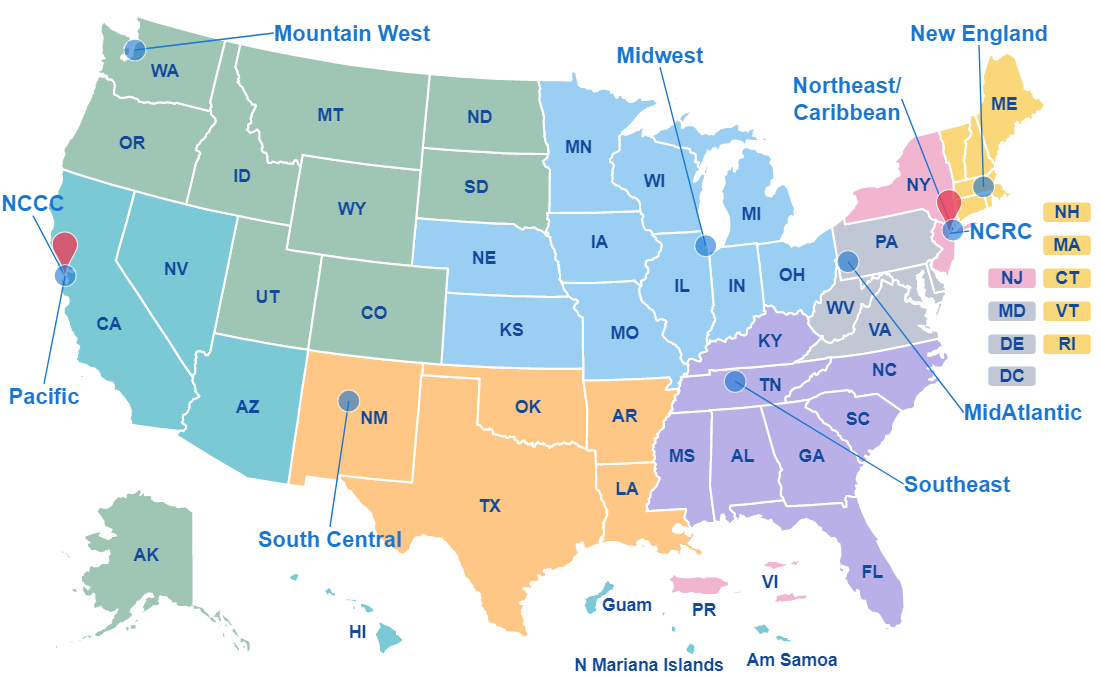 Mountain West
New England
Midwest
Northeast/
Caribbean
WA
MT
ND
MN
ME
OR
ID
SD
WI
NY
NCCC
WY
MI
NH
IA
PA
NCRC
MA
NV
NE
UT
IL
IN
OH
NJ
CT
CO
WV
MD
VT
CA
KS
MO
KY
VA
DE
RI
NC
DC
Pacific
TN
AZ
NM
OK
AR
SC
MidAtlantic
MS
AL
GA
Southeast
LA
TX
South Central
AK
FL
VI
Guam
PR
HI
N Mariana Islands
Am Samoa